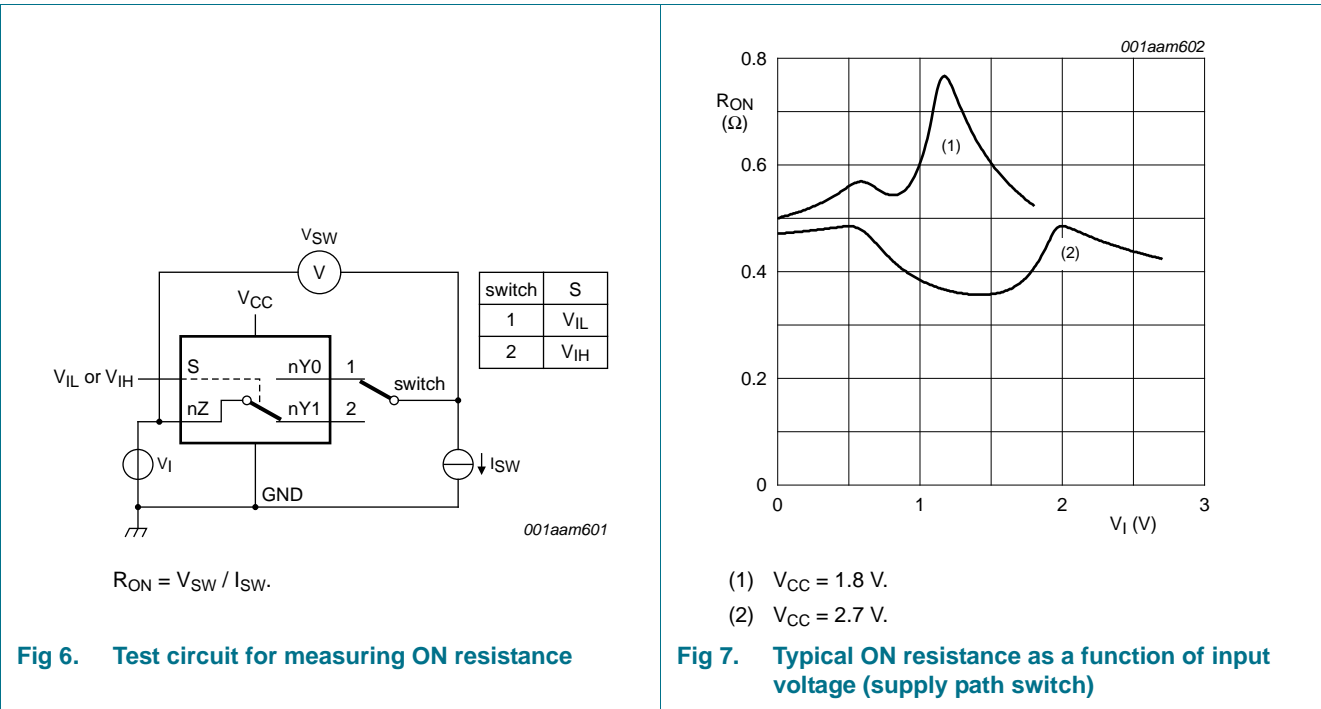 VSW
V
VCC
switch S
1 VIL
2 VIH
VIL or VIH
S
nY0
1
switch
nZ
nY1
2
VI
ISW
GND
001aam601
RON = VSW / ISW.
Fig 6. Test circuit for measuring ON resistance
001aam602
0.8
RON
(Ω)
(1)
0.6
(2)
0.4
0.2
0
0 1 2 3
VI (V)
(1) VCC = 1.8 V.
(2) VCC = 2.7 V.
Fig 7. Typical ON resistance as a function of input
voltage (supply path switch)